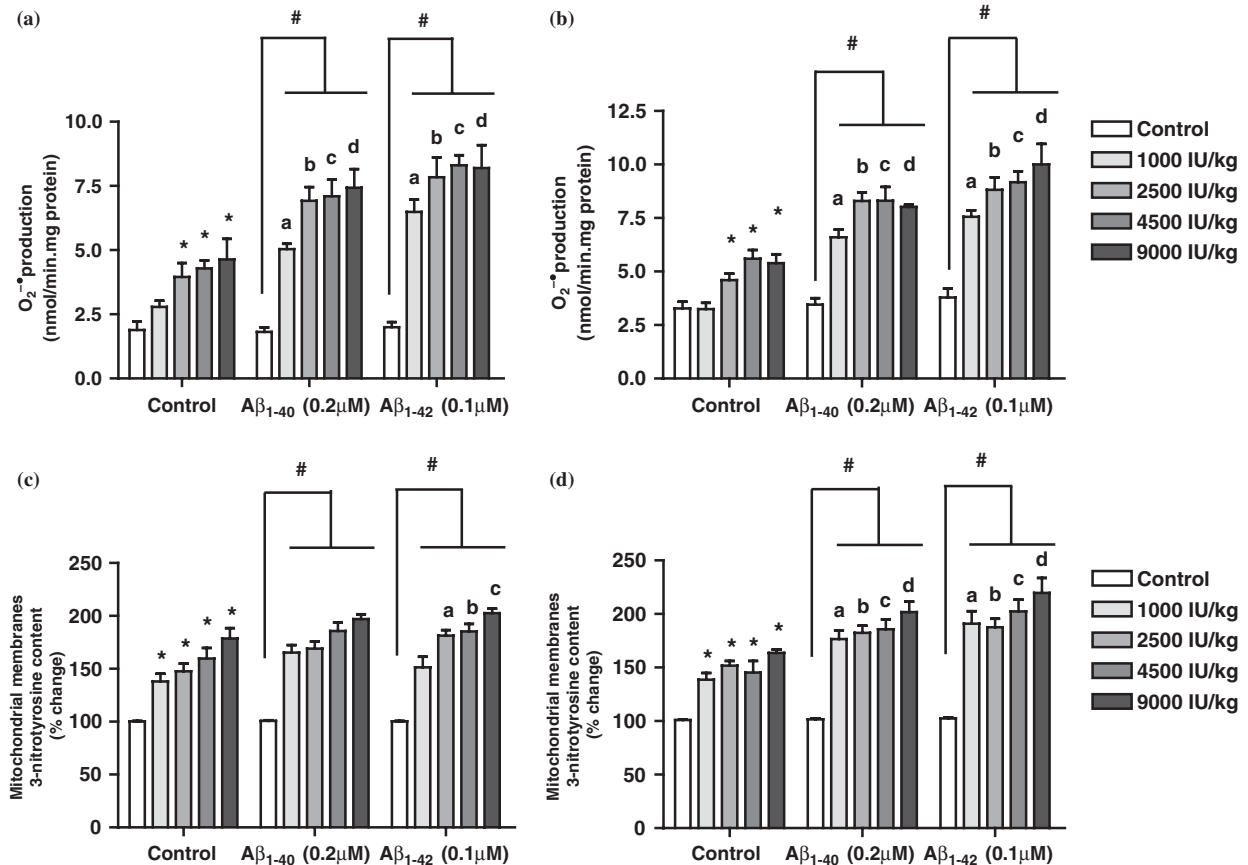 (a)
#
#
O₂⁻•production
(nmol/min.mg protein)
10.0
7.5
5.0
2.5
0.0
* * *
a b c d
a b c d
Control
Aβ₁₋₄₀ (0.2μM)
Aβ₁₋₄₂ (0.1μM)
(b)
#
#
O₂⁻•production
(nmol/min.mg protein)
12.5
10.0
7.5
5.0
2.5
0.0
* * *
a b c d
a b c d
Control
Aβ₁₋₄₀ (0.2μM)
Aβ₁₋₄₂ (0.1μM)
Control
1000 IU/kg
2500 IU/kg
4500 IU/kg
9000 IU/kg
(c)
#
#
Mitochondrial membranes
3-nitrotyrosine content
(% change)
250
200
150
100
50
0
* * * *
a b c
Control
Aβ₁₋₄₀ (0.2μM)
Aβ₁₋₄₂ (0.1μM)
(d)
#
#
Mitochondrial membranes
3-nitrotyrosine content
(% change)
250
200
150
100
50
0
* * * *
a b c d
a b c d
Control
Aβ₁₋₄₀ (0.2μM)
Aβ₁₋₄₂ (0.1μM)
Control
1000 IU/kg
2500 IU/kg
4500 IU/kg
9000 IU/kg